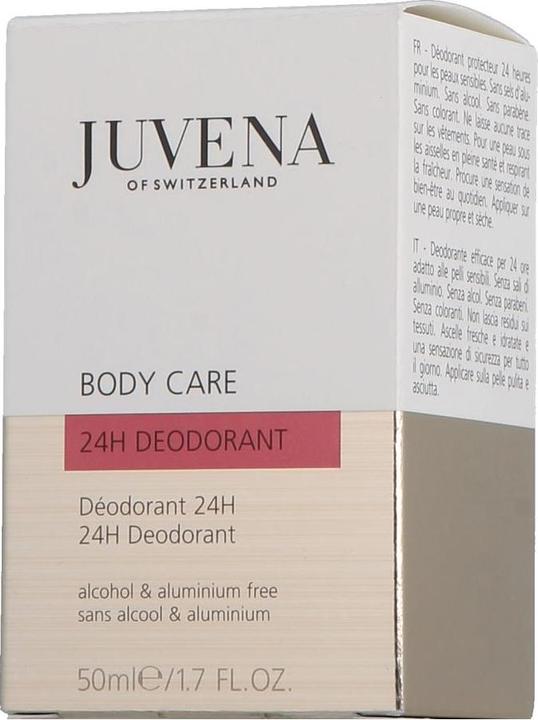 JUVENA
OF SWITZERLAND
BODY CARE
24H DEODORANT
Déodorant 24H
24H Deodorant
alcohol & aluminium free
sans alcool & aluminium
50ml℮/1.7 FL.OZ.
FR - Déodorant protecteur 24 heures
pour les peaux sensibles. Sans sels d'alu-
minium. Sans alcool. Sans parabène.
Sans colorant. Ne laisse aucune trace
sur les vêtements. Pour une peau sous
les aisselles en pleine santé et respirant
la fraîcheur. Procure une sensation de
bien-être au quotidien. Appliquer sur
une peau propre et sèche.
IT - Deodorante efficace per 24 ore
adatto alle pelli sensibili. Senza sali di
alluminio. Senza alcol. Senza parabeni.
Senza coloranti. Non lascia residui sui
tessuti. Ascelle fresche e idratate e
una sensazione di sicurezza per tutto
il giorno. Applicare sulla pelle pulita e
asciutta.